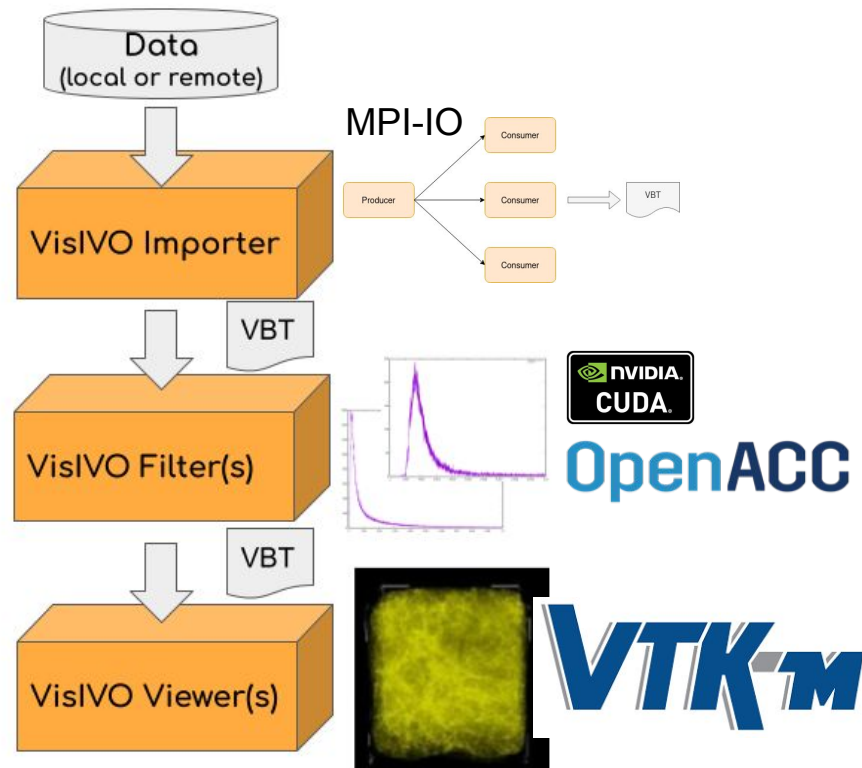 Data
(local or remote)
MPI-IO
Consumer
Producer
Consumer
VBT
Consumer
VisIVO Importer
VBT
NVIDIA.
CUDA.
VisIVO Filter(s)
OpenACC
VBT
VisIVO Viewer(s)
VTK-m